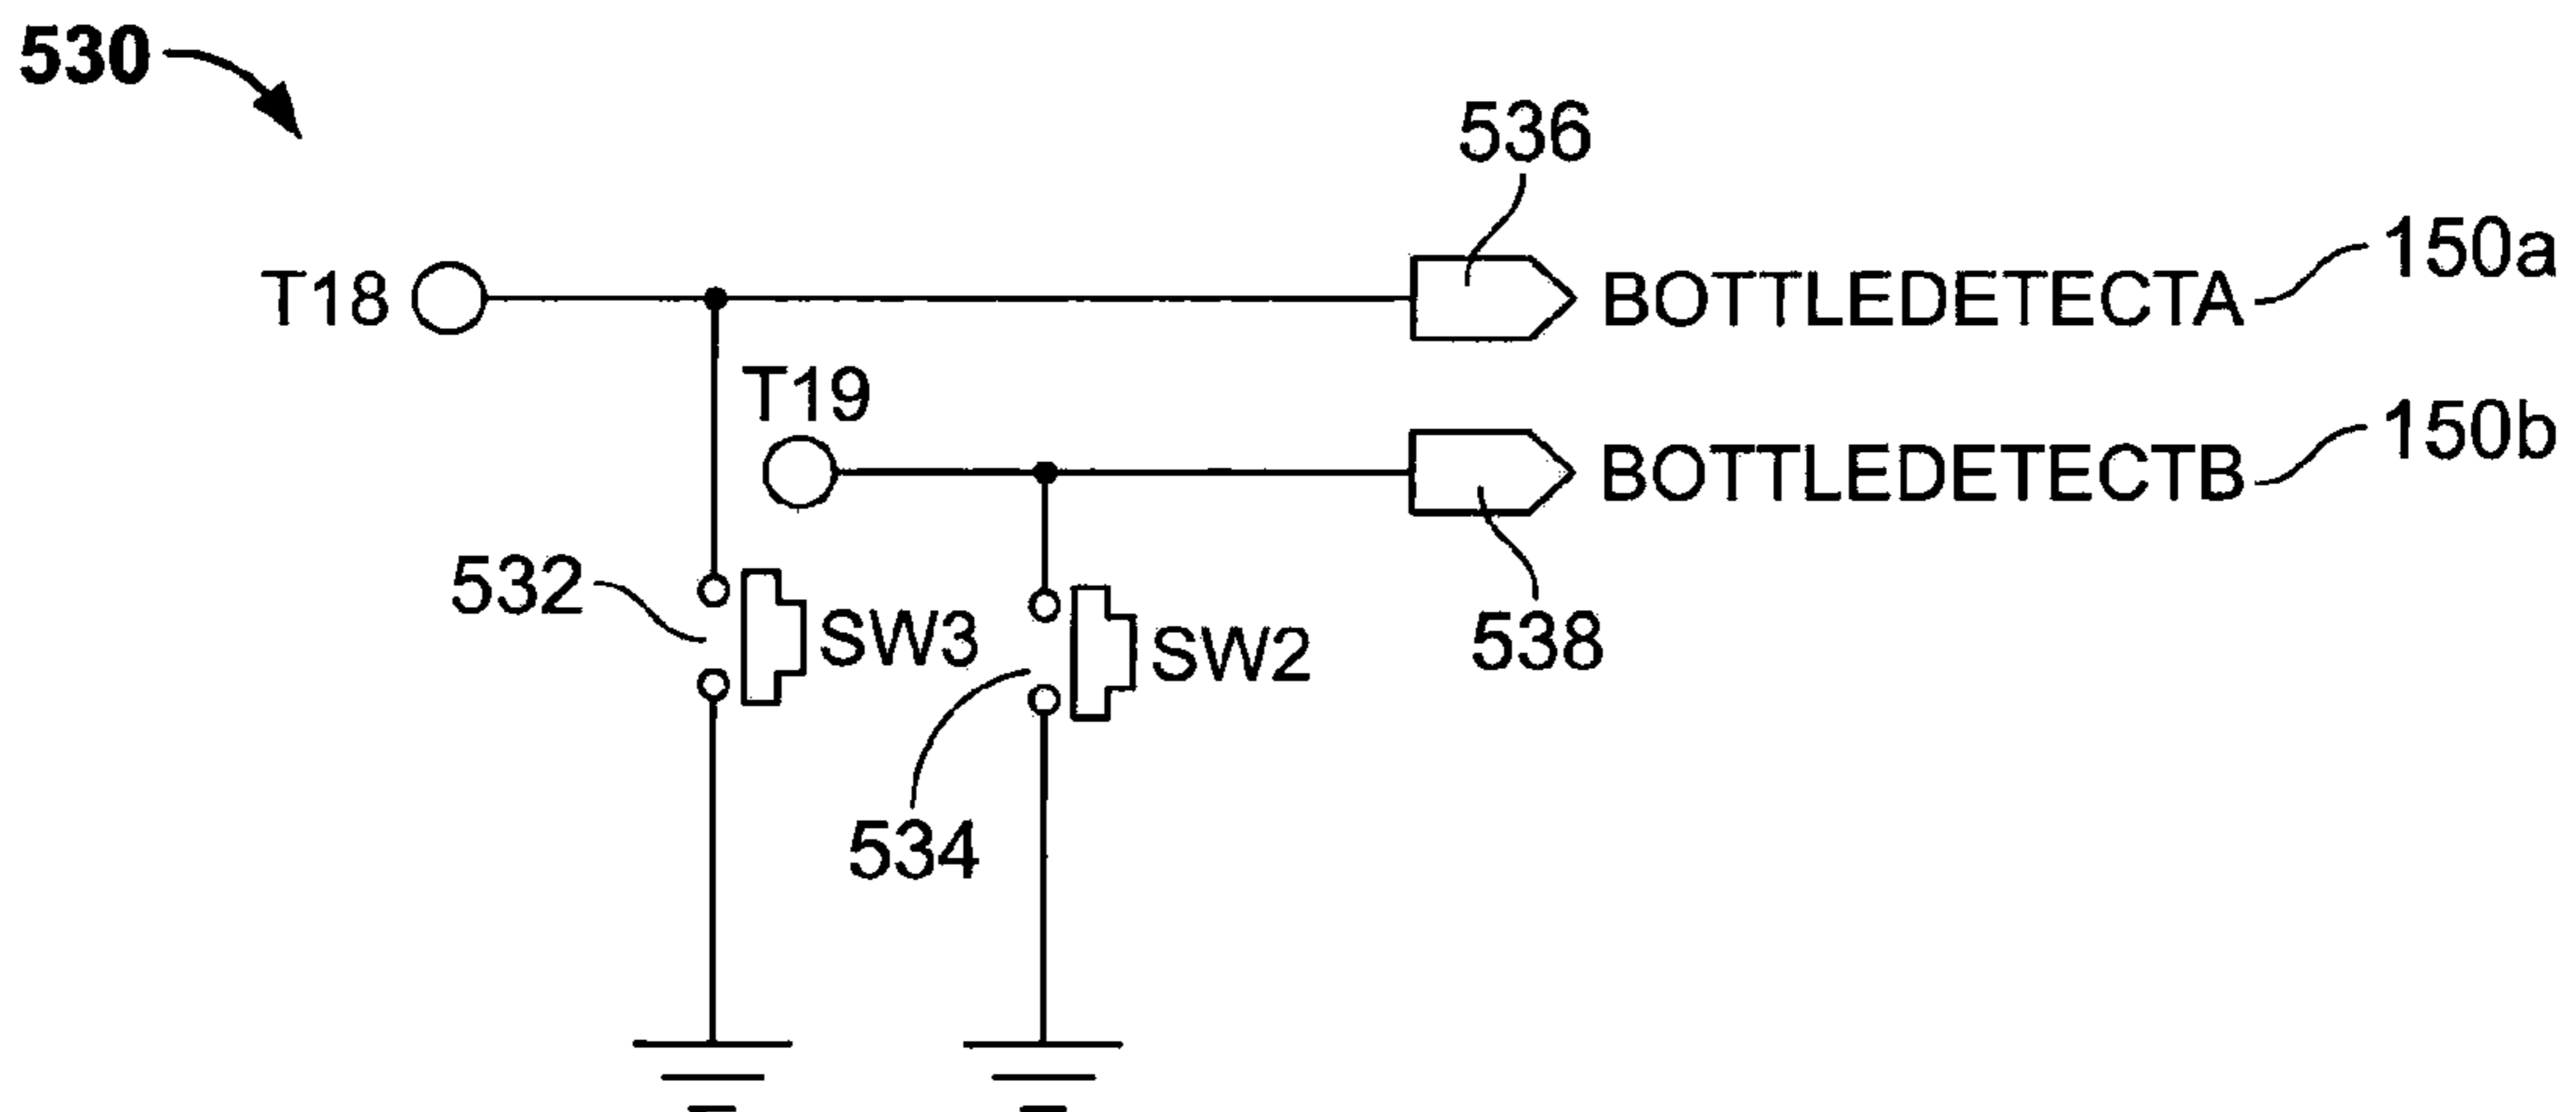 530
536
T18
BOTTLEDETECTA
150a
T19
BOTTLEDETECTB
150b
532
SW3
SW2
538
534